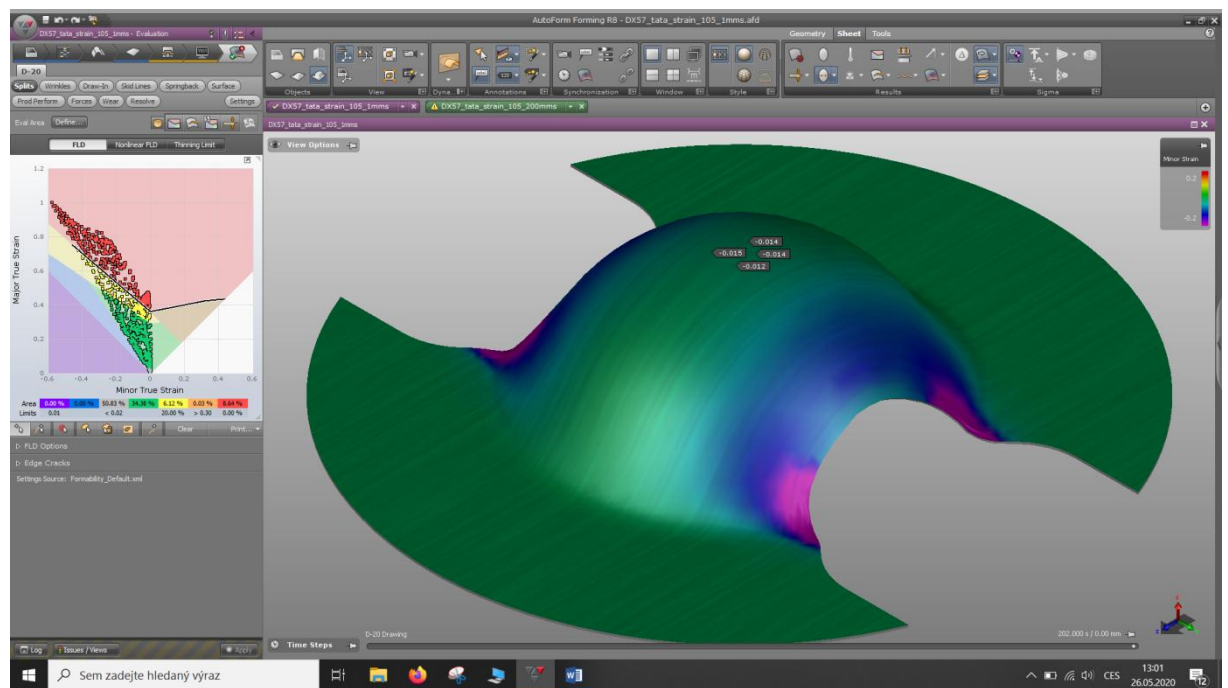 AutoForm Forming R8 - DX57_tata_strain_105_1mms.afd
DX57_tata_strain_105_1mms - Evaluation
Geometry Sheet Tools
D-20
Splits Wrinkles Draw-In Skid Lines Springback Surface
Prod Perform Forces Wear Resolve Settings
Objects View Dyna. Annotations Synchronization Window Style Results Sigma
DX57_tata_strain_105_1mms DX57_tata_strain_105_200mms
Eval Area Define...
DX57_tata_strain_105_1mms
FLD Nonlinear FLD Thinning Limit
View Options
Minor Strain
0.2
-0.2
1.2
1
0.8
0.6
0.4
0.2
0
Major True Strain
-0.6 -0.4 -0.2 0 0.2 0.4 0.6
Minor True Strain
Area 0.00 % 0.00 % 50.83 % 34.38 % 6.12 % 0.03 % 8.64 %
Limits 0.01 < 0.02 20.00 % > 0.30 0.00 %
Clear Print...
FLD Options
Edge Cracks
Settings Source: Formability_Default.xml
-0.014
-0.015 -0.014
-0.012
D-20 Drawing
202.000 s / 0.00 mm
Log Issues / Views Apply
Time Steps
Sem zadejte hledaný výraz
CES
13:01
26.05.2020
12